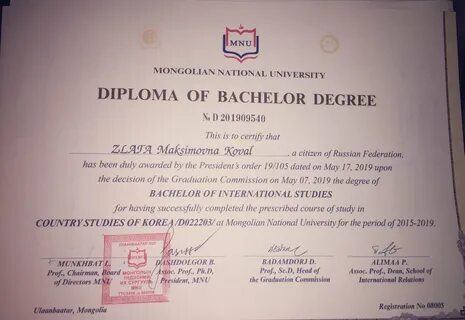 MNU
MONGOLIAN NATIONAL UNIVERSITY
DIPLOMA OF BACHELOR DEGREE
№ D 201909540
This is to certify that
ZLATA Maksimovna Koval, a citizen of Russian Federation,
has been duly awarded by the President's order 19/105 dated on May 17, 2019 upon
the decision of the Graduation Commission on May 07, 2019 the degree of
BACHELOR OF INTERNATIONAL STUDIES
for having successfully completed the prescribed course of study in
COUNTRY STUDIES OF KOREA /D022203/ at Mongolian National University for the period of 2015-2019.
MUNKHBAT L. DASHDOLGOR B. BADAMDORJ D. ALIMAA P.
Prof., Chairman, Board Assoc. Prof., Ph.D, Prof., Sc.D, Head of Assoc. Prof., Dean, School of
of Directors MNU President, MNU the Graduation Commission International Relations
Ulaanbaatar, Mongolia
Registration No 08005